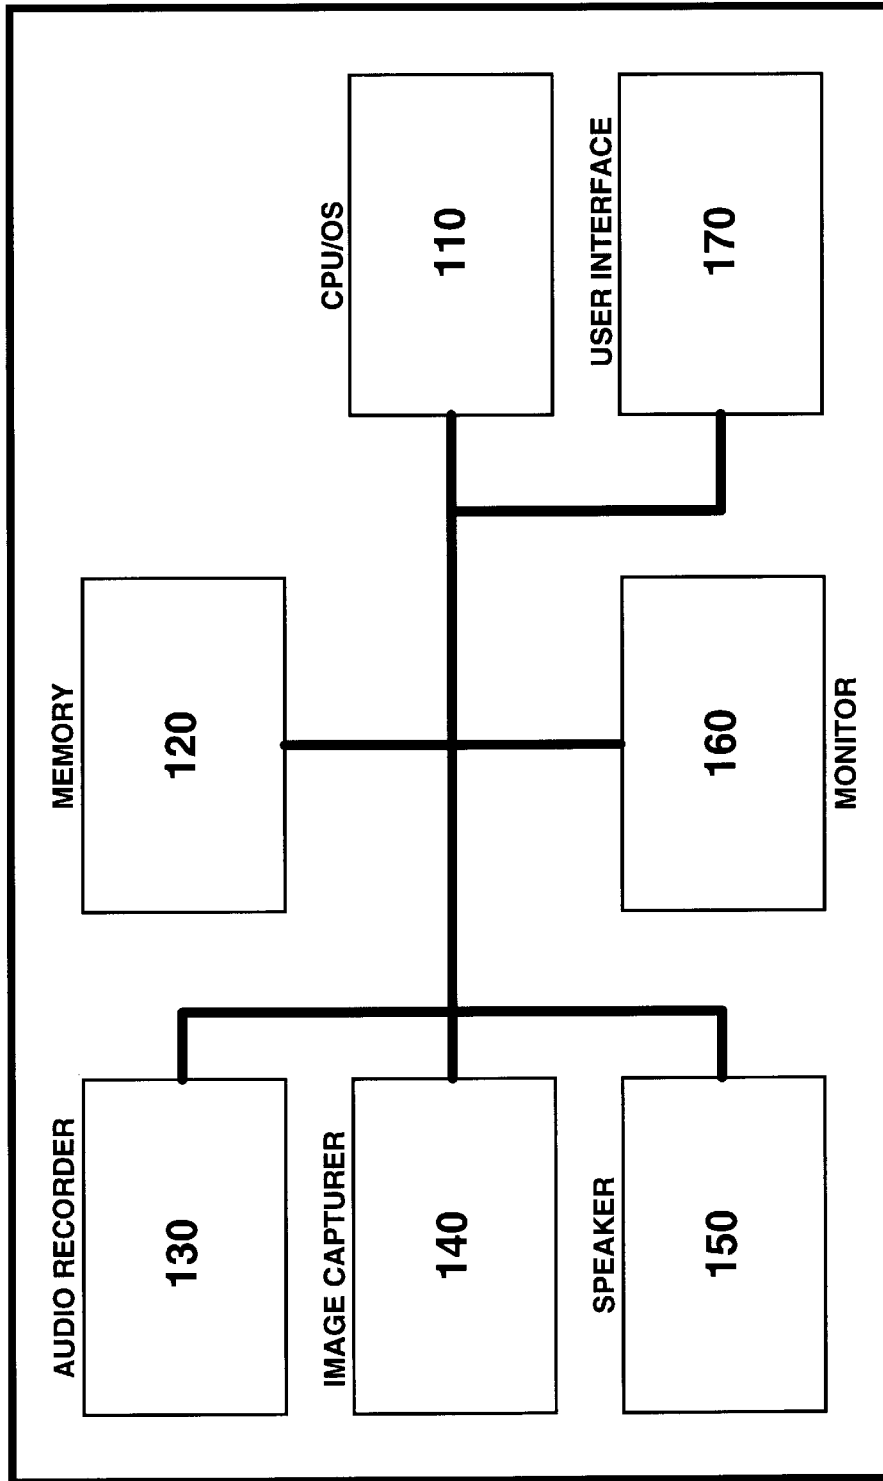 AUDIO RECORDER
130
MEMORY
120
IMAGE CAPTURER
140
CPU/OS
110
SPEAKER
150
160
MONITOR
USER INTERFACE
170